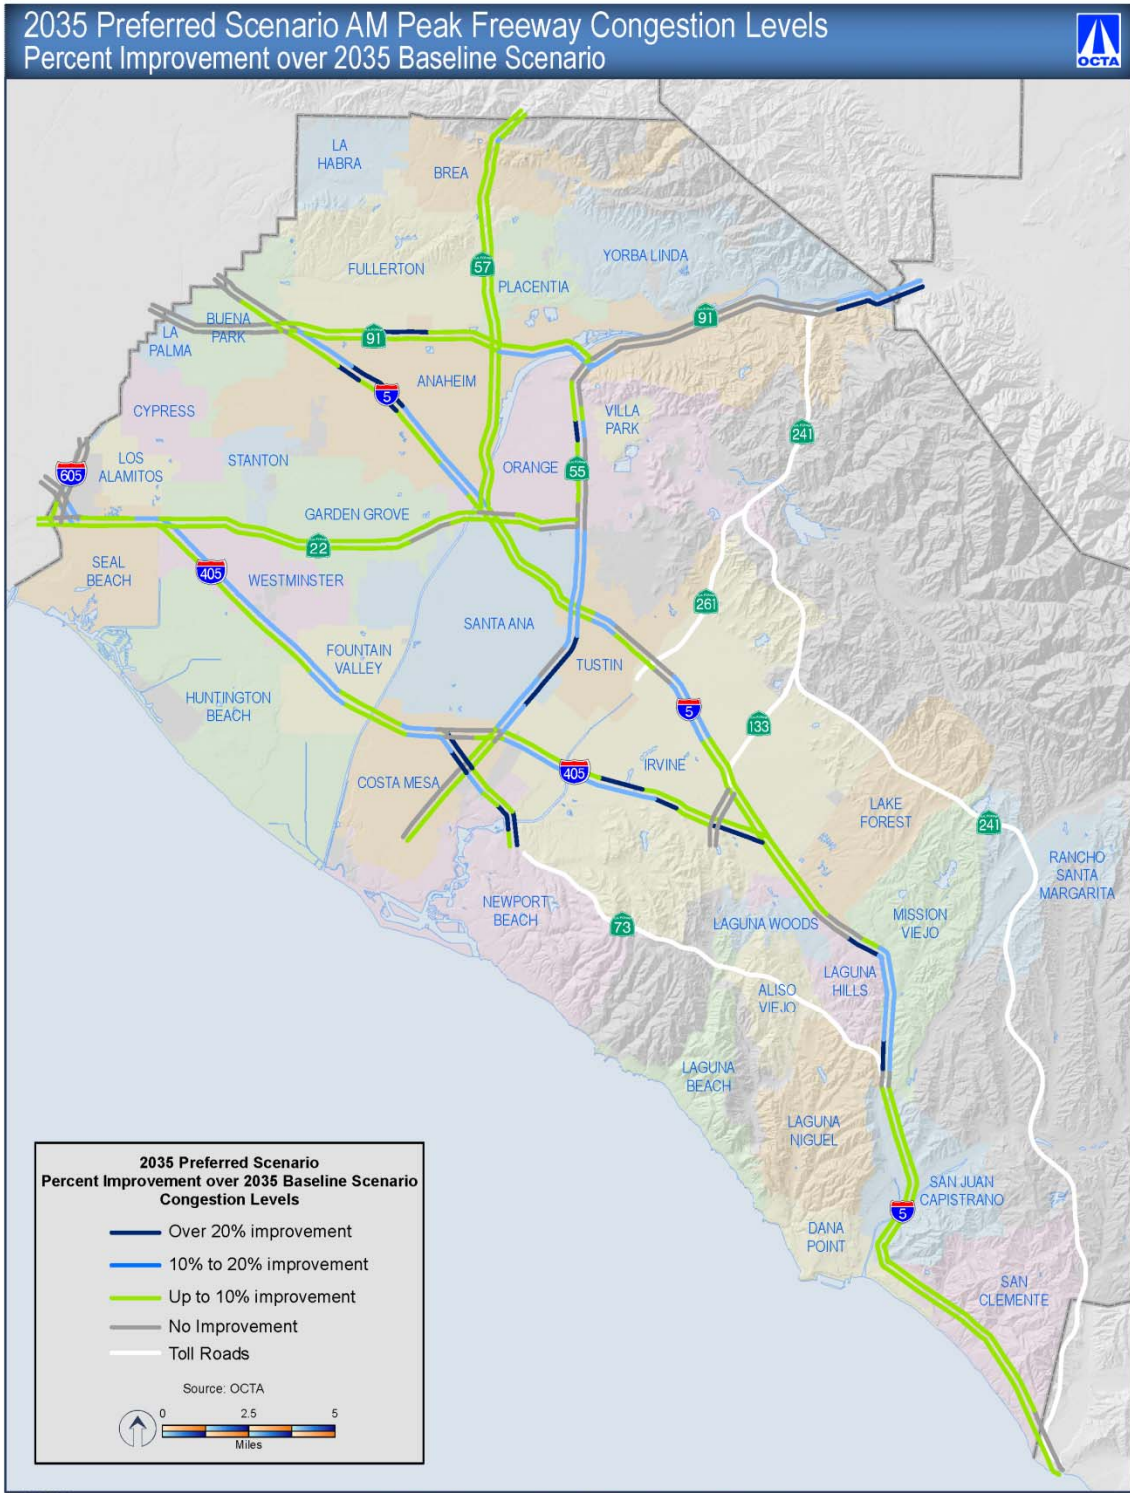 2035 Preferred Scenario AM Peak Freeway Congestion Levels
Percent Improvement over 2035 Baseline Scenario
OCTA
LA
HABRA
BREA
57
FULLERTON
PLACENTIA
YORBA LINDA
91
BUENA
PARK
LA
PALMA
91
ANAHEIM
5
CYPRESS
VILLA
PARK
241
605
LOS
ALAMITOS
STANTON
ORANGE
55
GARDEN GROVE
22
SEAL
BEACH
405
WESTMINSTER
261
SANTA ANA
FOUNTAIN
VALLEY
TUSTIN
HUNTINGTON
BEACH
5
133
IRVINE
405
COSTA MESA
LAKE
FOREST
241
RANCHO
SANTA
MARGARITA
NEWPORT
BEACH
73
LAGUNA WOODS
MISSION
VIEJO
LAGUNA
HILLS
ALISO
VIEJO
LAGUNA
BEACH
LAGUNA
NIGUEL
SAN JUAN
CAPISTRANO
5
DANA
POINT
SAN
CLEMENTE
2035 Preferred Scenario
Percent Improvement over 2035 Baseline Scenario
Congestion Levels
Over 20% improvement
10% to 20% improvement
Up to 10% improvement
No Improvement
Toll Roads
Source: OCTA
0 2.5 5
Miles